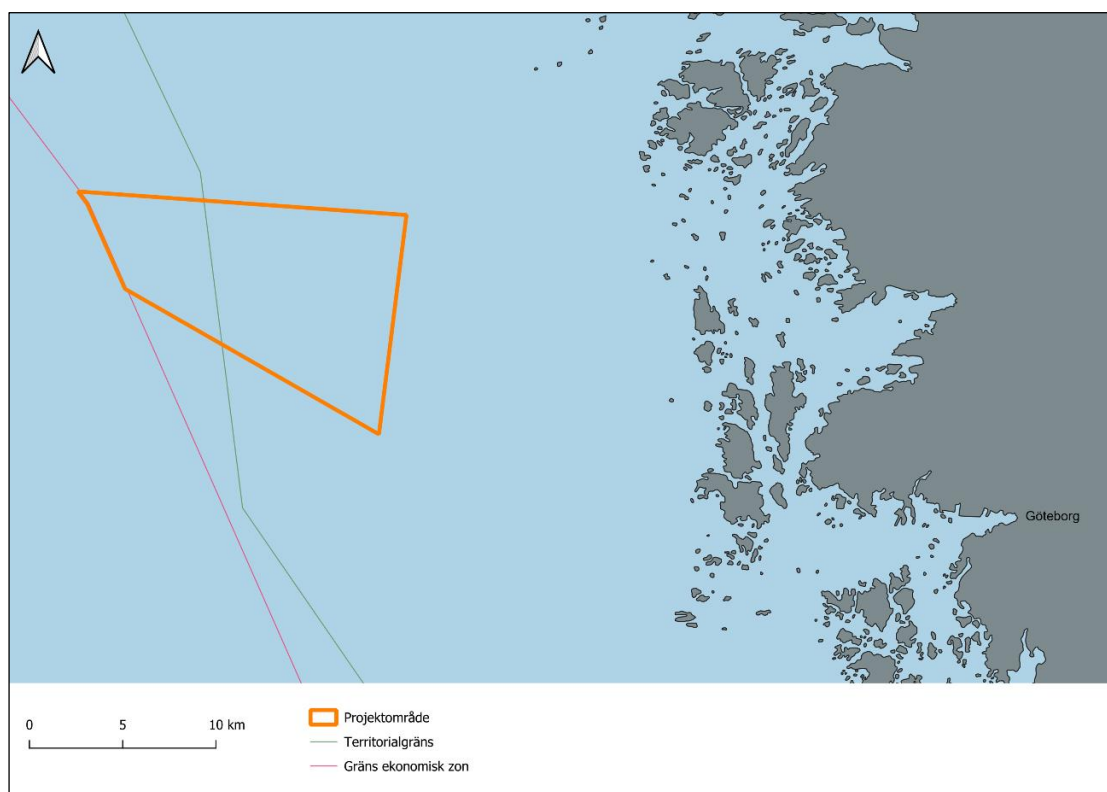 Göteborg
0 5 10 km
Projektområde
Territorialgräns
Gräns ekonomisk zon